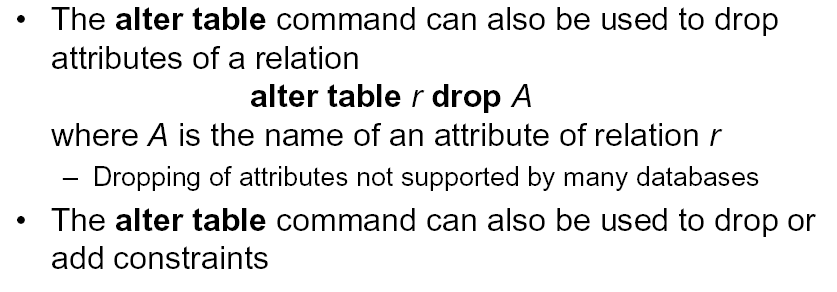 • The alter table command can also be used to drop
attributes of a relation
alter table r drop A
where A is the name of an attribute of relation r
– Dropping of attributes not supported by many databases
• The alter table command can also be used to drop or
add constraints